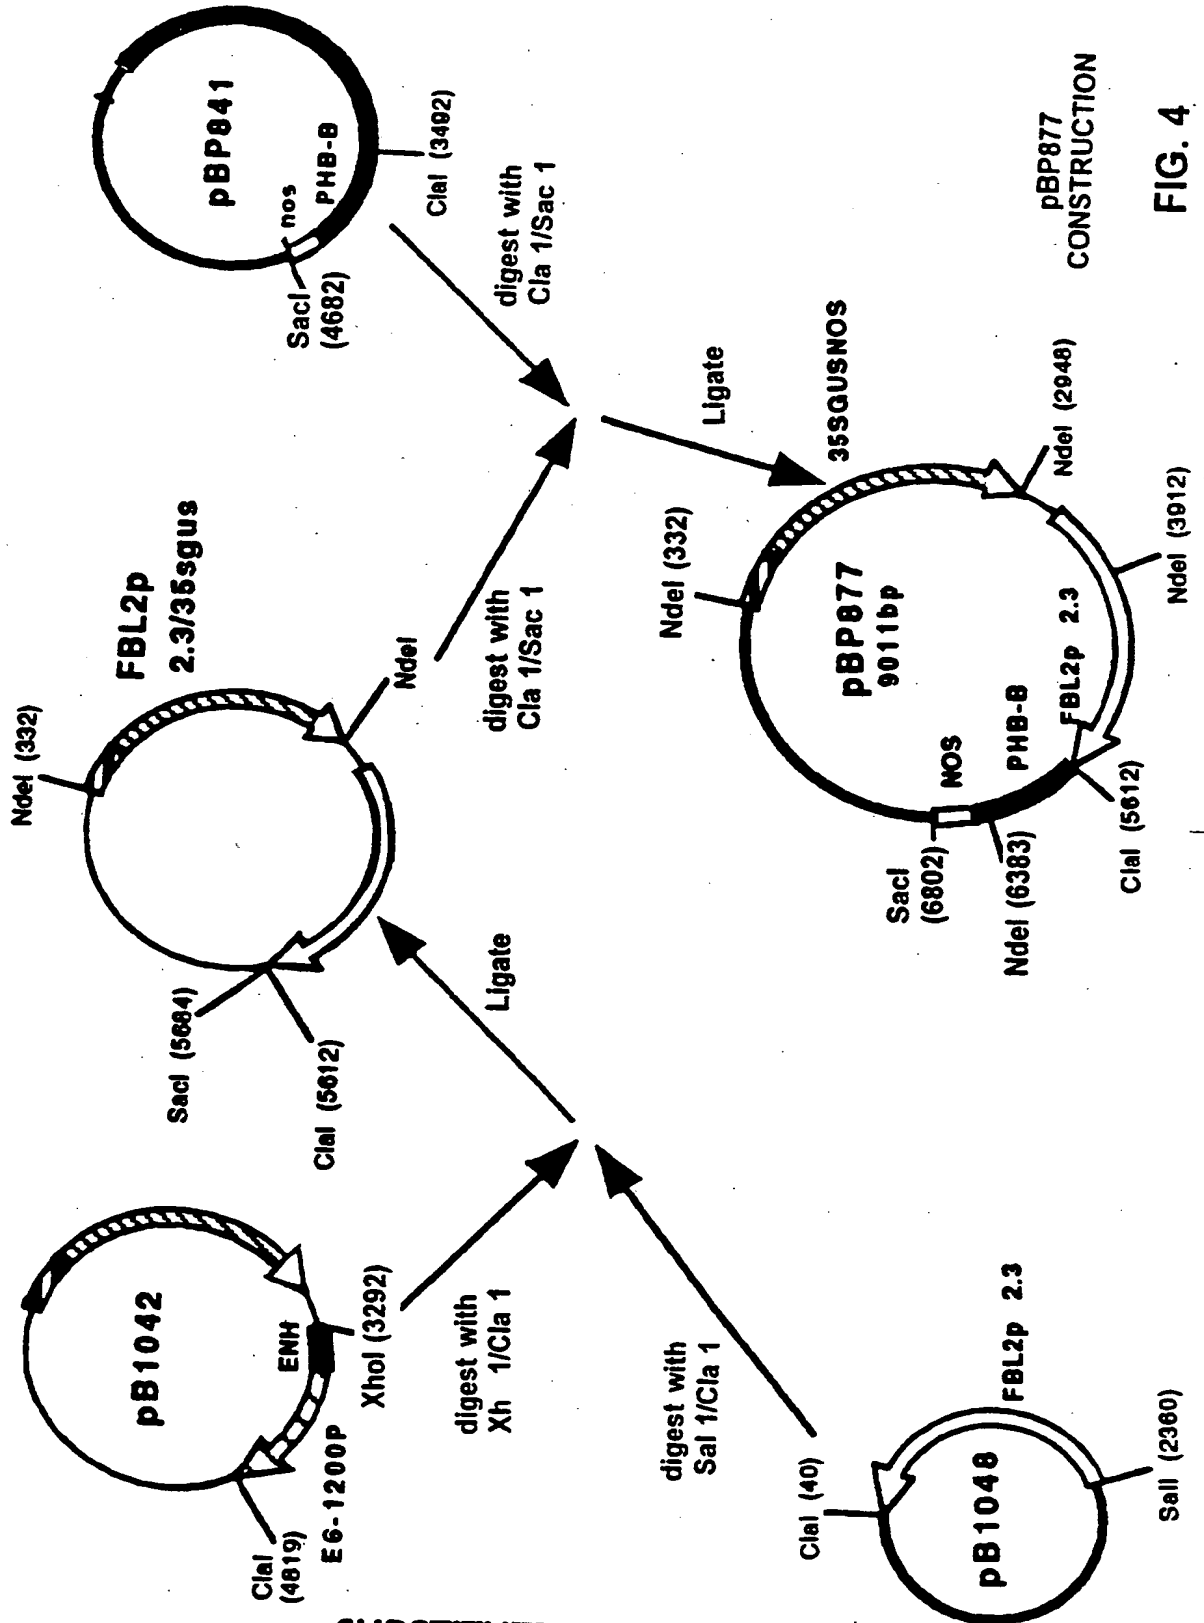 pB1042
ENH
XhoI (3292)
ClaI
(4819)
E6-1200P
digest with
Xh 1/Cla 1
pB1048
ClaI (40)
FBL2p 2.3
SalI (2360)
digest with
Sal 1/Cla 1
Ligate
NdeI (332)
FBL2p
2.3/35sgus
NdeI
SacI (5684)
ClaI (5612)
digest with
Cla 1/Sac 1
pBP841
nos
PHB-B
SacI
(4682)
ClaI (3492)
digest with
Cla 1/Sac 1
Ligate
NdeI (332)
35SGUSNOS
pBP877
9011bp
NdeI (2948)
NOS
PHB-B
FBL2p 2.3
SacI
(6802)
NdeI (6383)
ClaI (5612)
NdeI (3912)
pBP877
CONSTRUCTION
FIG. 4